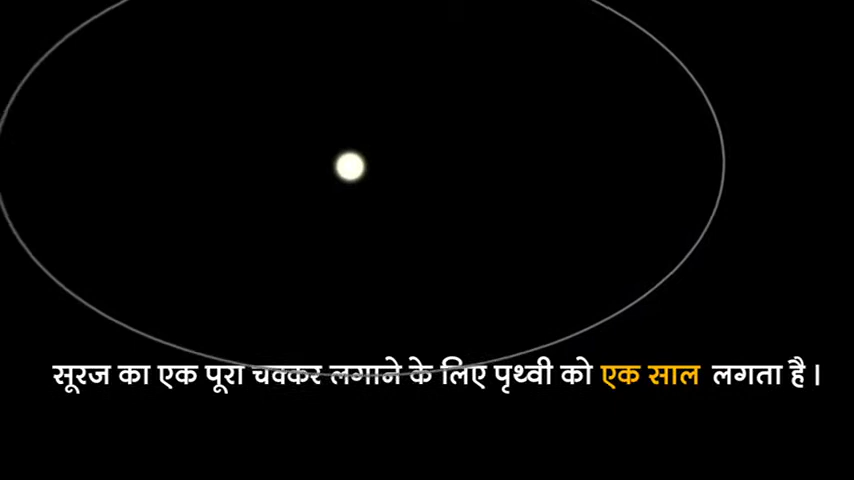 सूरज का एक पूरा चक्कर लगाने के लिए पृथ्वी को एक साल लगता है।